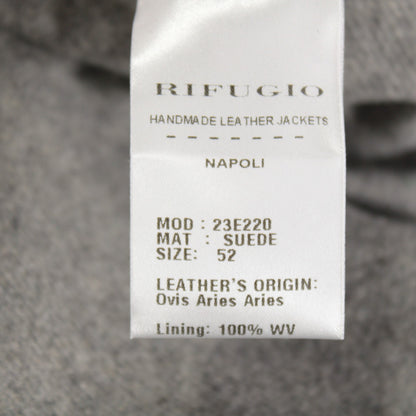 RIFUGIO
HANDMADE LEATHER JACKETS
- - - - - - -
NAPOLI
MOD : 23E220
MAT : SUEDE
SIZE: 52
LEATHER'S ORIGIN:
Ovis Aries Aries
Lining: 100% WV